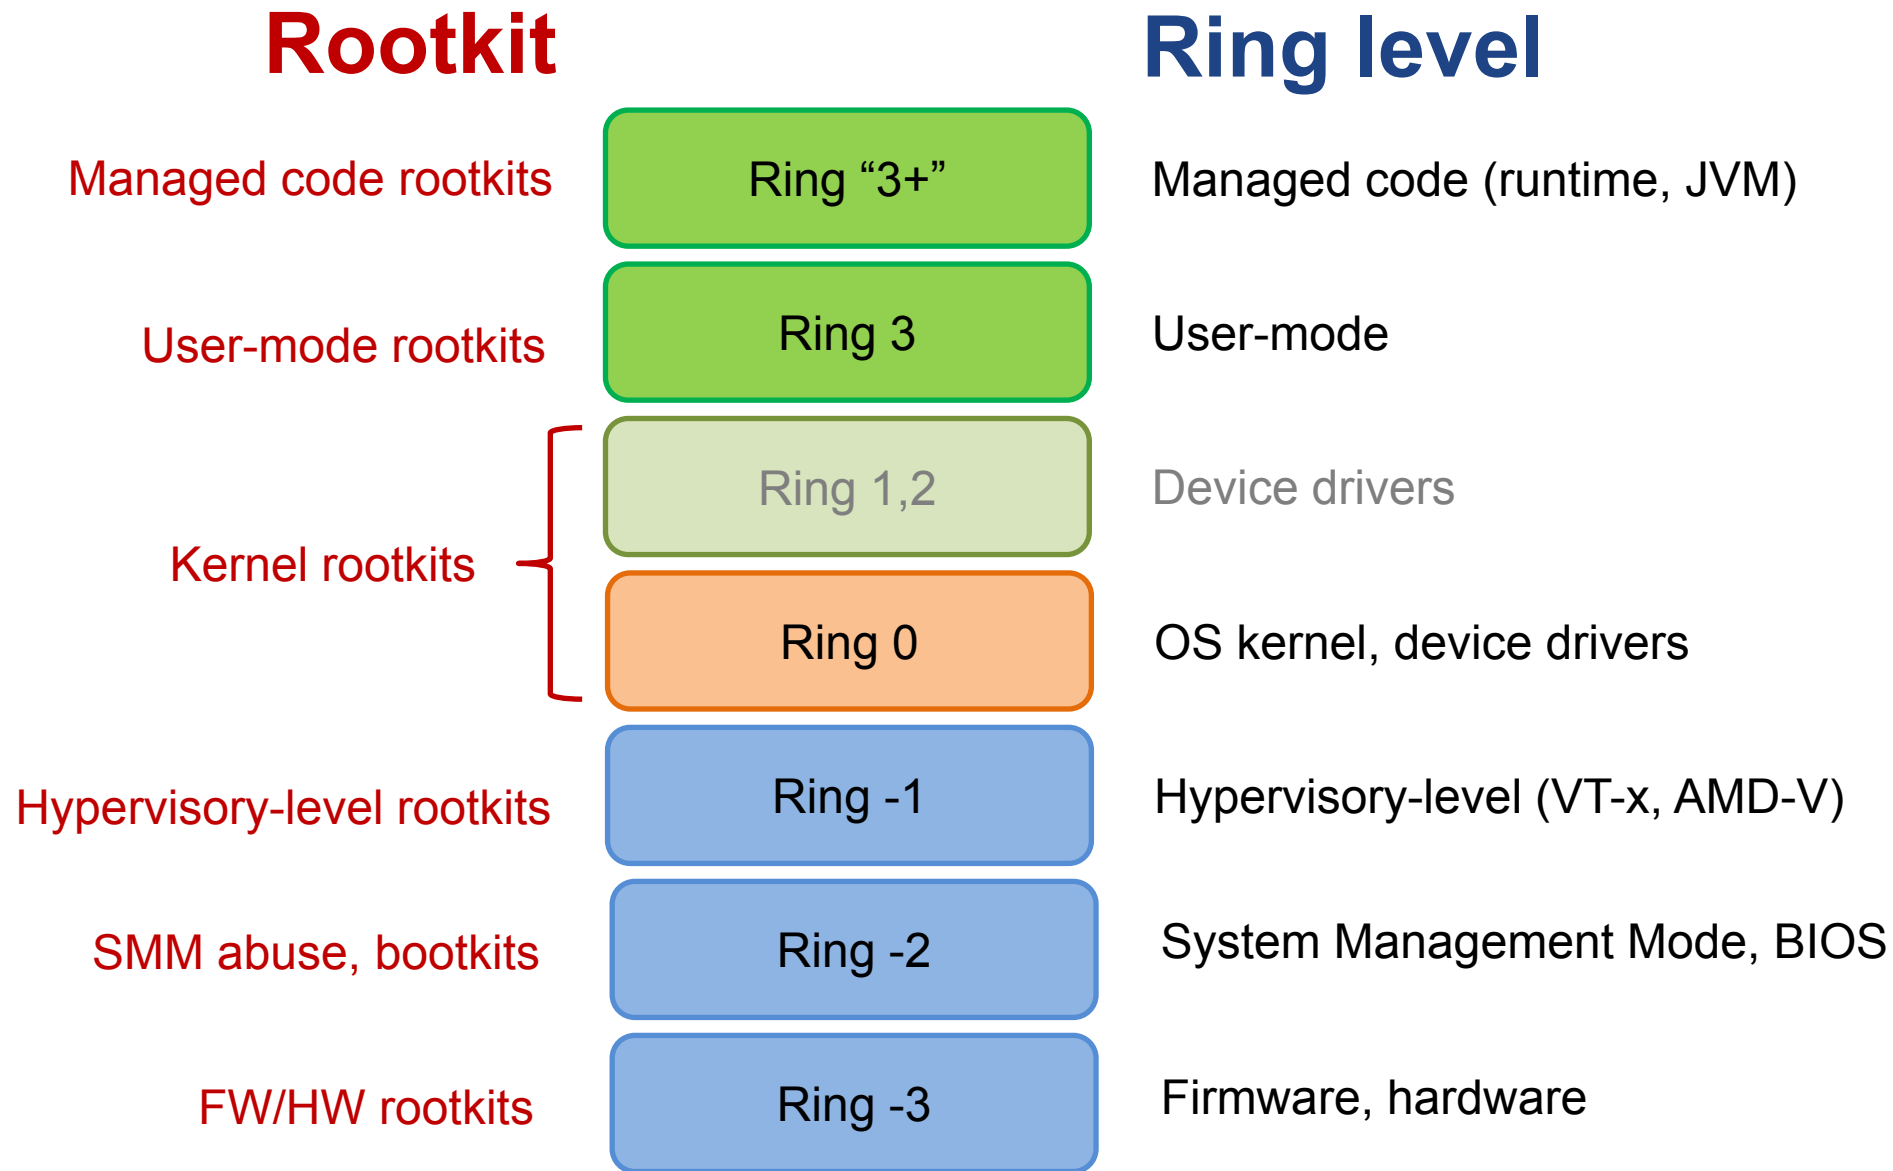 Rootkit
Ring level
Managed code rootkits
Ring “3+”
Managed code (runtime, JVM)
User-mode rootkits
Ring 3
User-mode
Ring 1,2
Device drivers
Kernel rootkits
Ring 0
OS kernel, device drivers
Hypervisory-level rootkits
Ring -1
Hypervisory-level (VT-x, AMD-V)
SMM abuse, bootkits
Ring -2
System Management Mode, BIOS
FW/HW rootkits
Ring -3
Firmware, hardware